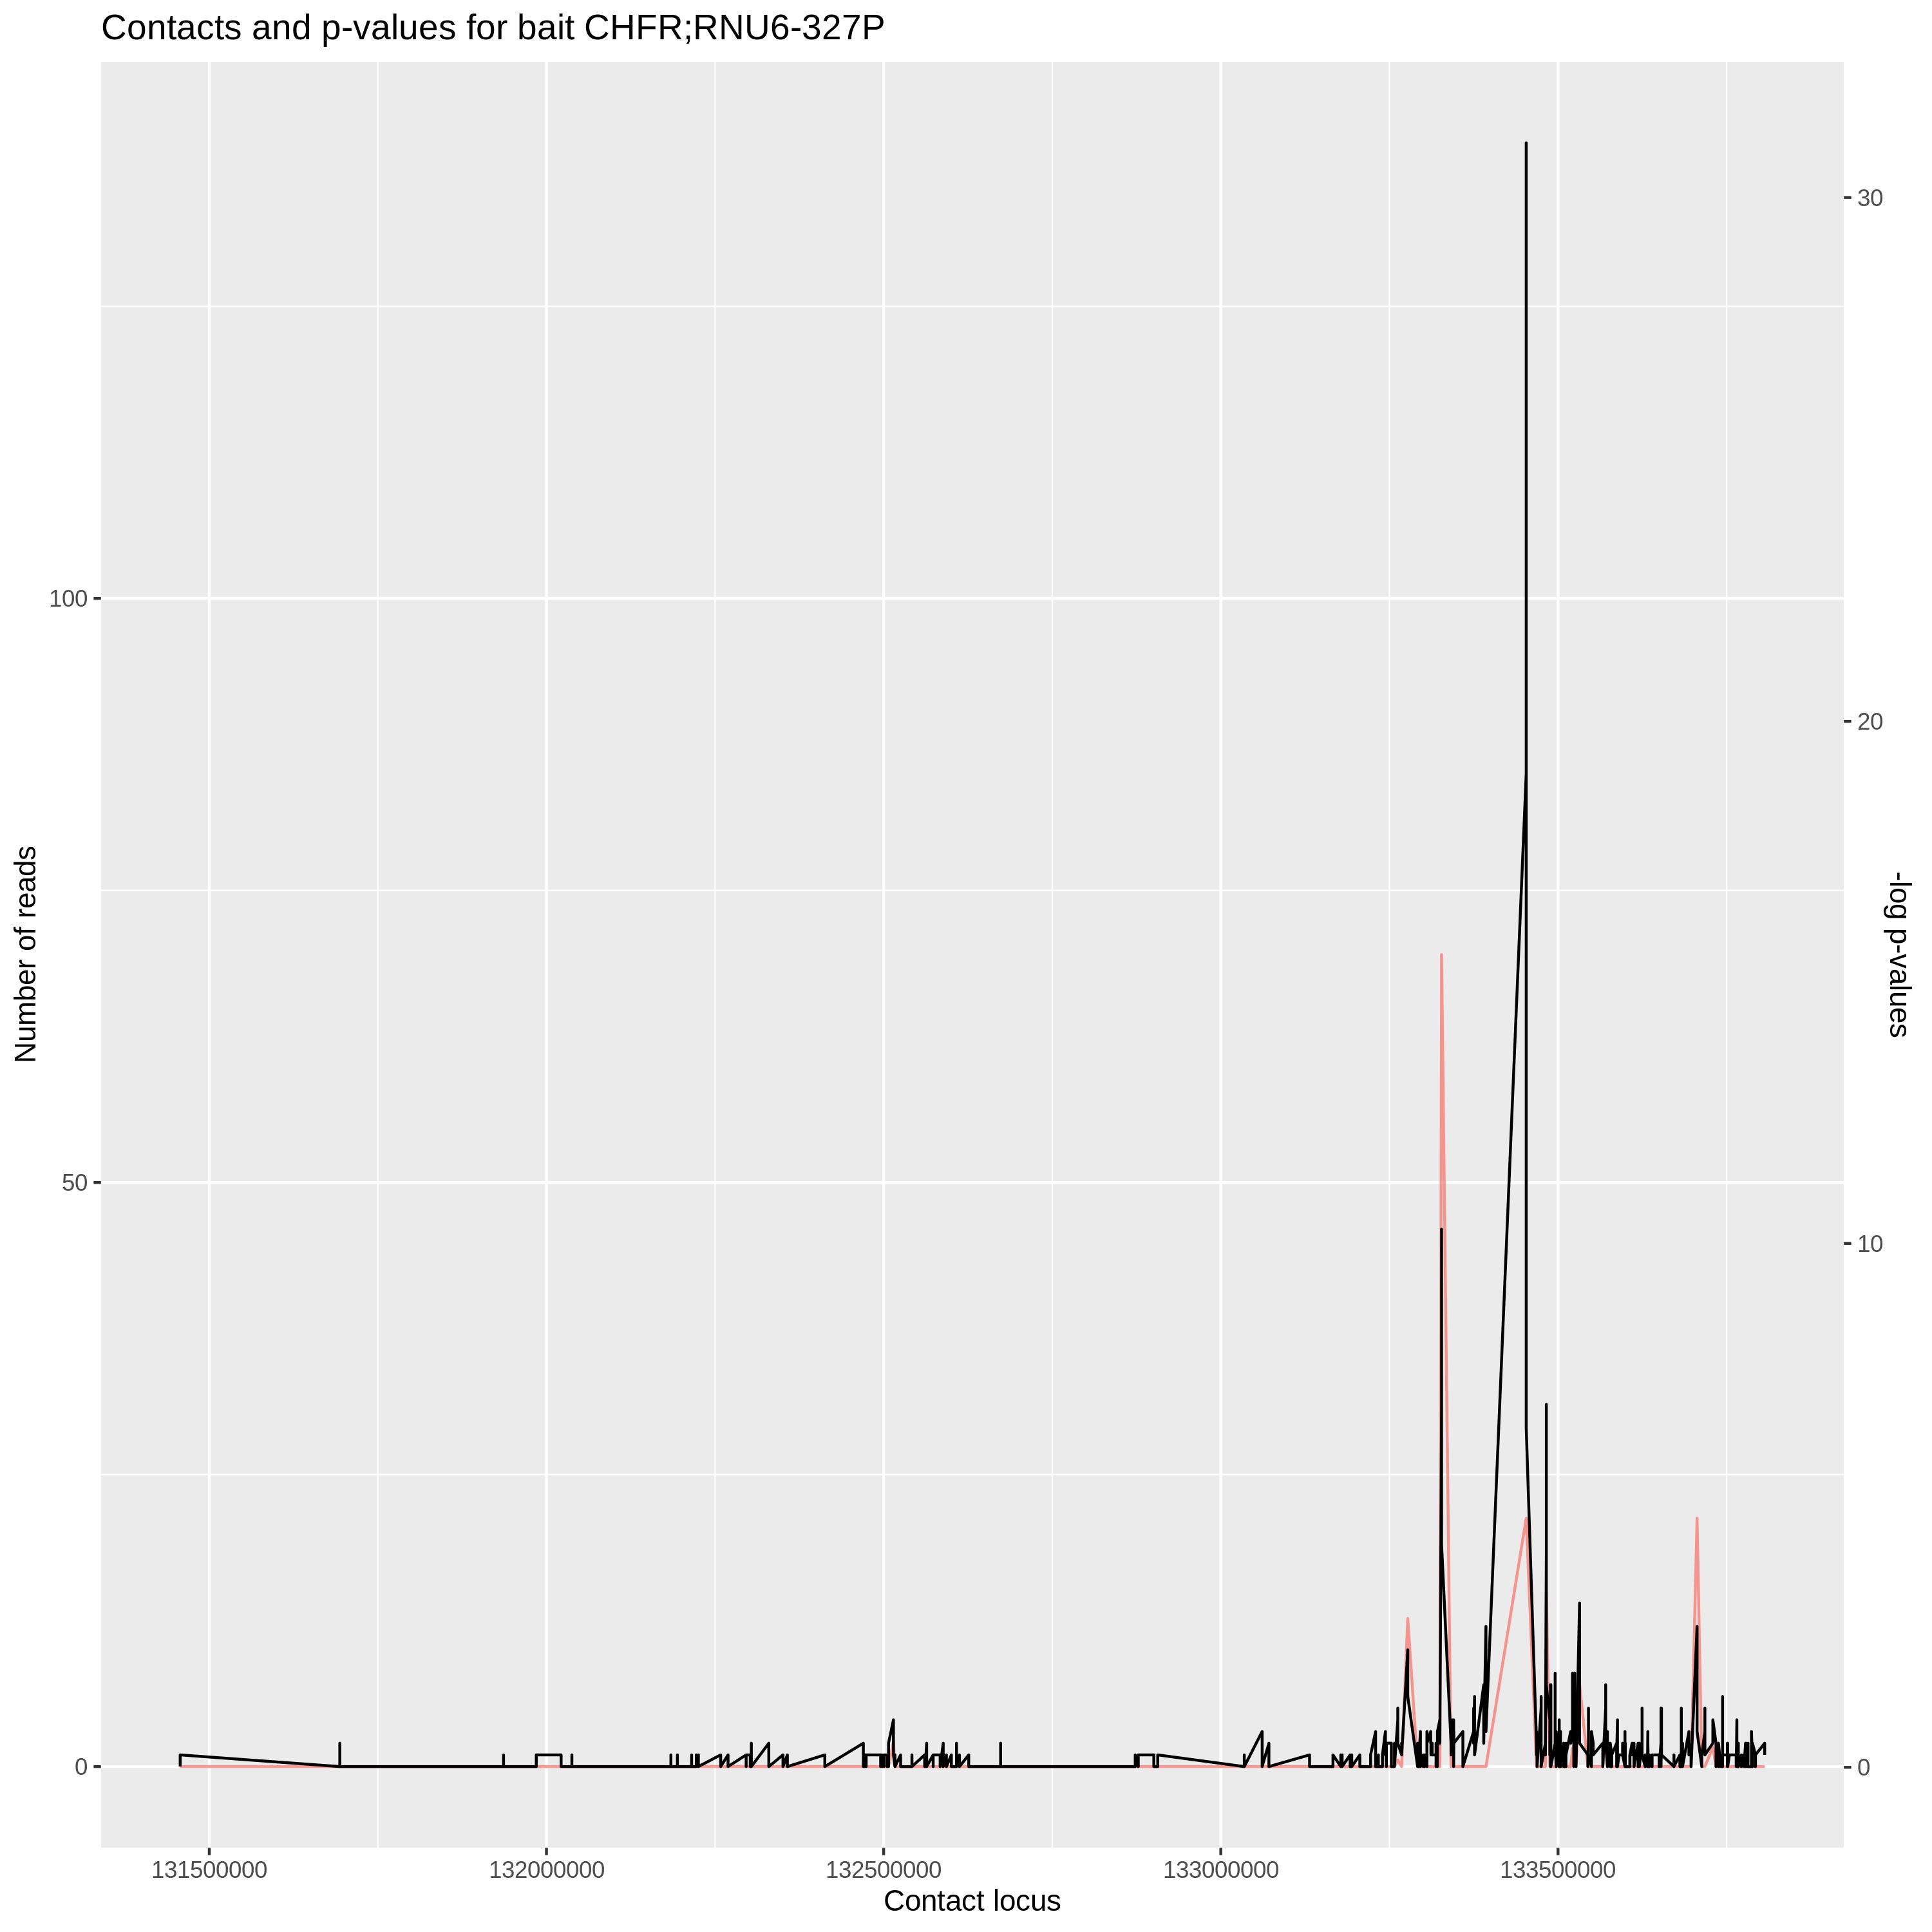 Contacts and p-values for bait CHFR;RNU6-327P
Number of reads
100
50
0
30
20
10
0
-log p-values
131500000 132000000 132500000 133000000 133500000
Contact locus